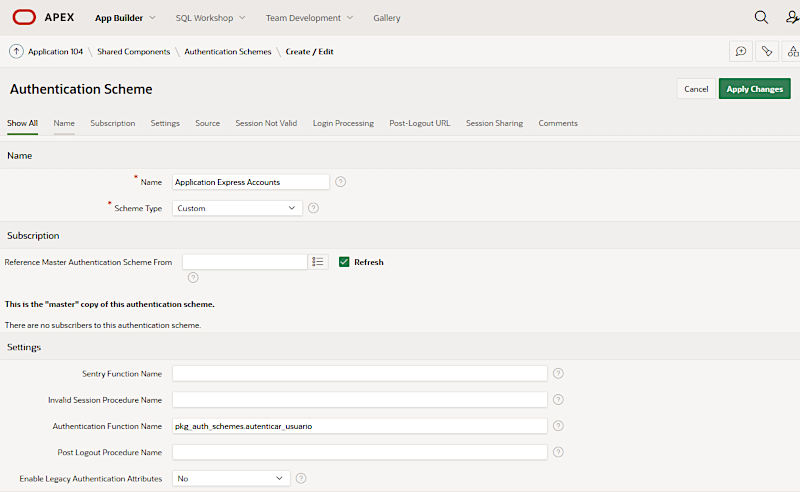 APEX App Builder SQL Workshop Team Development Gallery
Application 104 \ Shared Components \ Authentication Schemes \ Create / Edit
Authentication Scheme Cancel Apply Changes
Show All Name Subscription Settings Source Session Not Valid Login Processing Post-Logout URL Session Sharing Comments
Name
* Name Application Express Accounts ?
* Scheme Type Custom ?
Subscription
Reference Master Authentication Scheme From Refresh
?
This is the "master" copy of this authentication scheme.
There are no subscribers to this authentication scheme.
Settings
Sentry Function Name ?
Invalid Session Procedure Name ?
Authentication Function Name pkg_auth_schemes.autenticar_usuario ?
Post Logout Procedure Name ?
Enable Legacy Authentication Attributes No ?